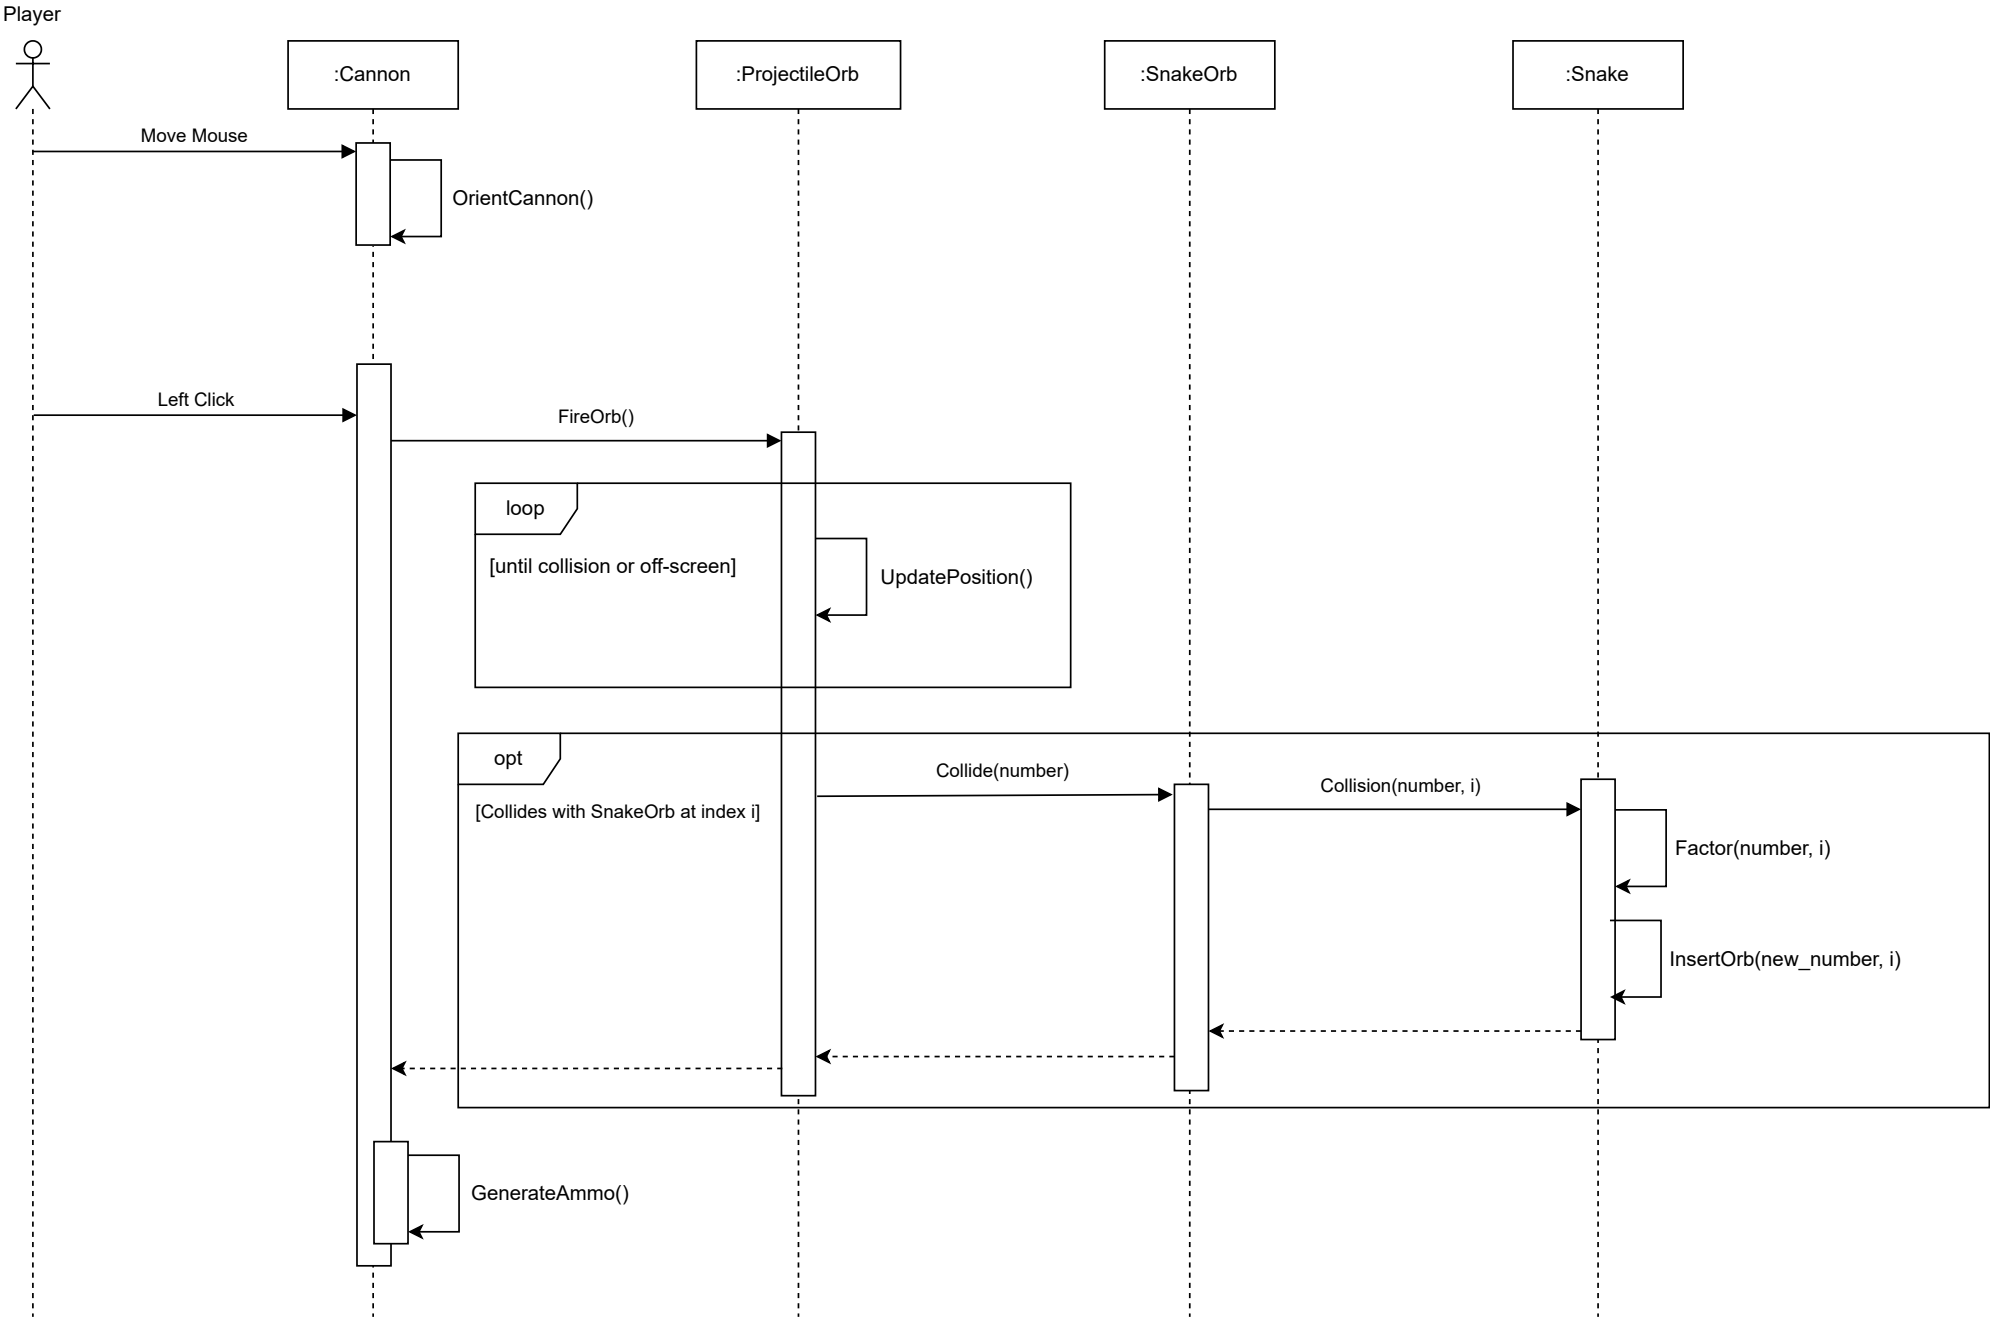 Player
:Cannon
:ProjectileOrb
:SnakeOrb
:Snake
Move Mouse
OrientCannon()
Left Click
FireOrb()
loop
[until collision or off-screen]
UpdatePosition()
opt
Collide(number)
Collision(number, i)
[Collides with SnakeOrb at index i]
Factor(number, i)
InsertOrb(new_number, i)
GenerateAmmo()